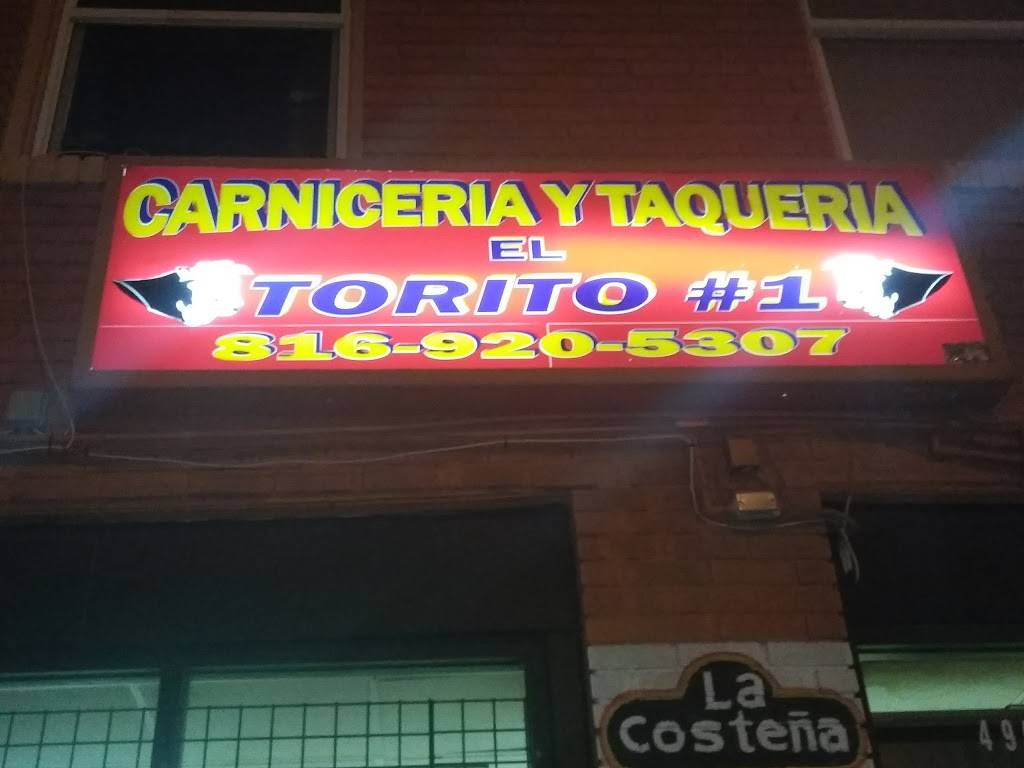 CARNICERIA Y TAQUERIA
EL
TORITO #1
816-920-5307
La
Costeña